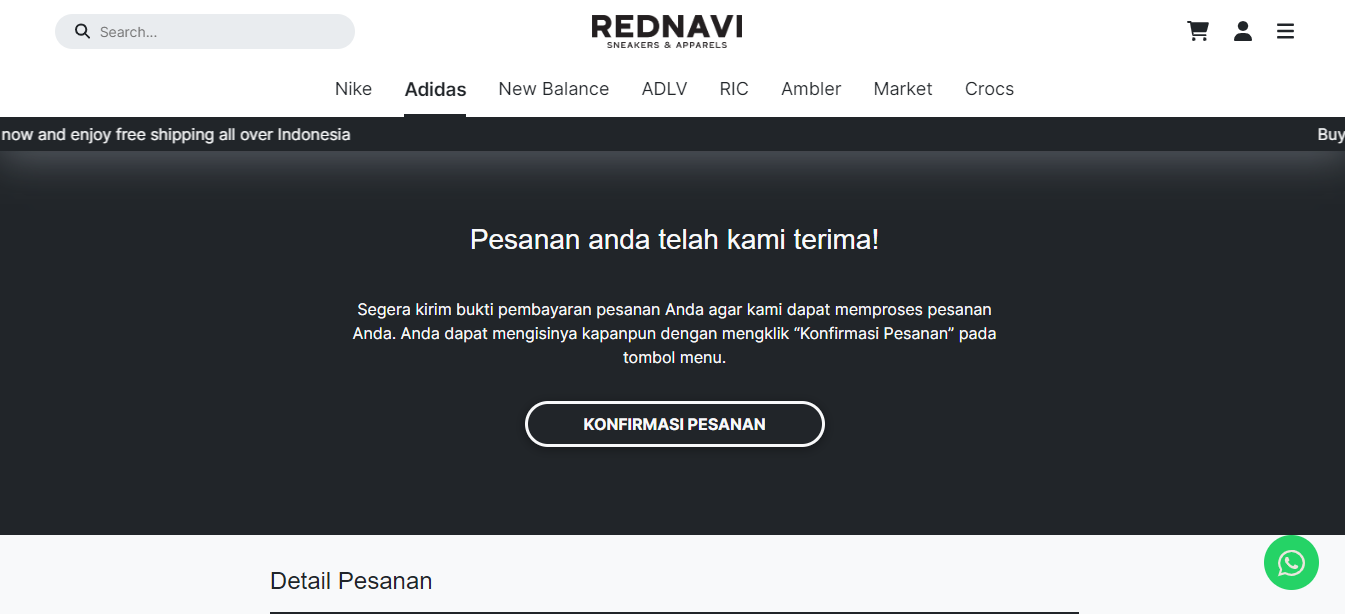 Search...
REDNAVI
SNEAKERS & APPARELS
Nike Adidas New Balance ADLV RIC Ambler Market Crocs
now and enjoy free shipping all over Indonesia Buy
Pesanan anda telah kami terima!
Segera kirim bukti pembayaran pesanan Anda agar kami dapat memproses pesanan
Anda. Anda dapat mengisinya kapanpun dengan mengklik “Konfirmasi Pesanan” pada
tombol menu.
KONFIRMASI PESANAN
Detail Pesanan